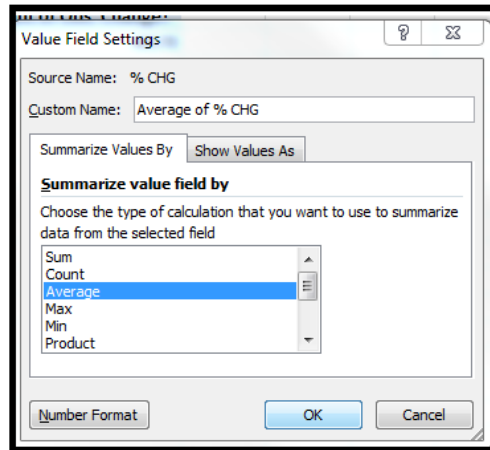 Value Field Settings
Source Name: % CHG
Custom Name: Average of % CHG
Summarize Values By Show Values As
Summarize value field by
Choose the type of calculation that you want to use to summarize
data from the selected field
Sum
Count
Average
Max
Min
Product
Number Format OK Cancel